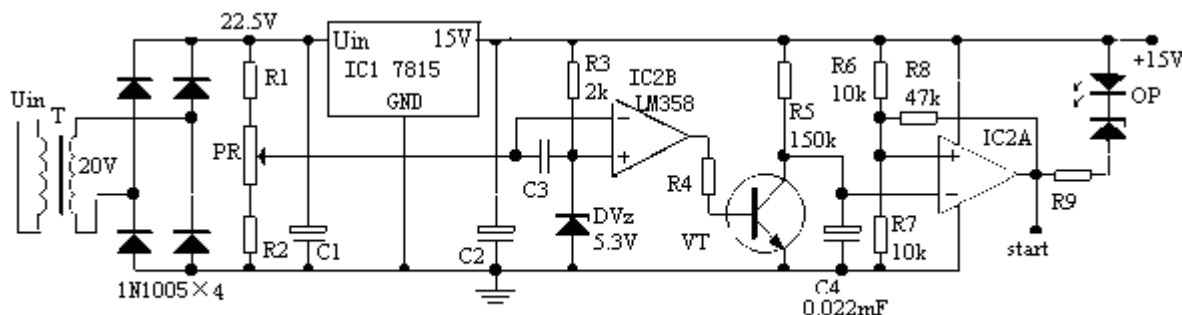 22.5V
Uin
15V
IC1 7815
GND
+15V
Uin
T
20V
R1
PR
R2
C1
C2
C3
R3
2k
IC2B
LM358
R4
DVz
5.3V
VT
R5
150k
R6
10k
R8
47k
R7
10k
IC2A
OP
R9
start
C4
0.022mF
1N1005×4